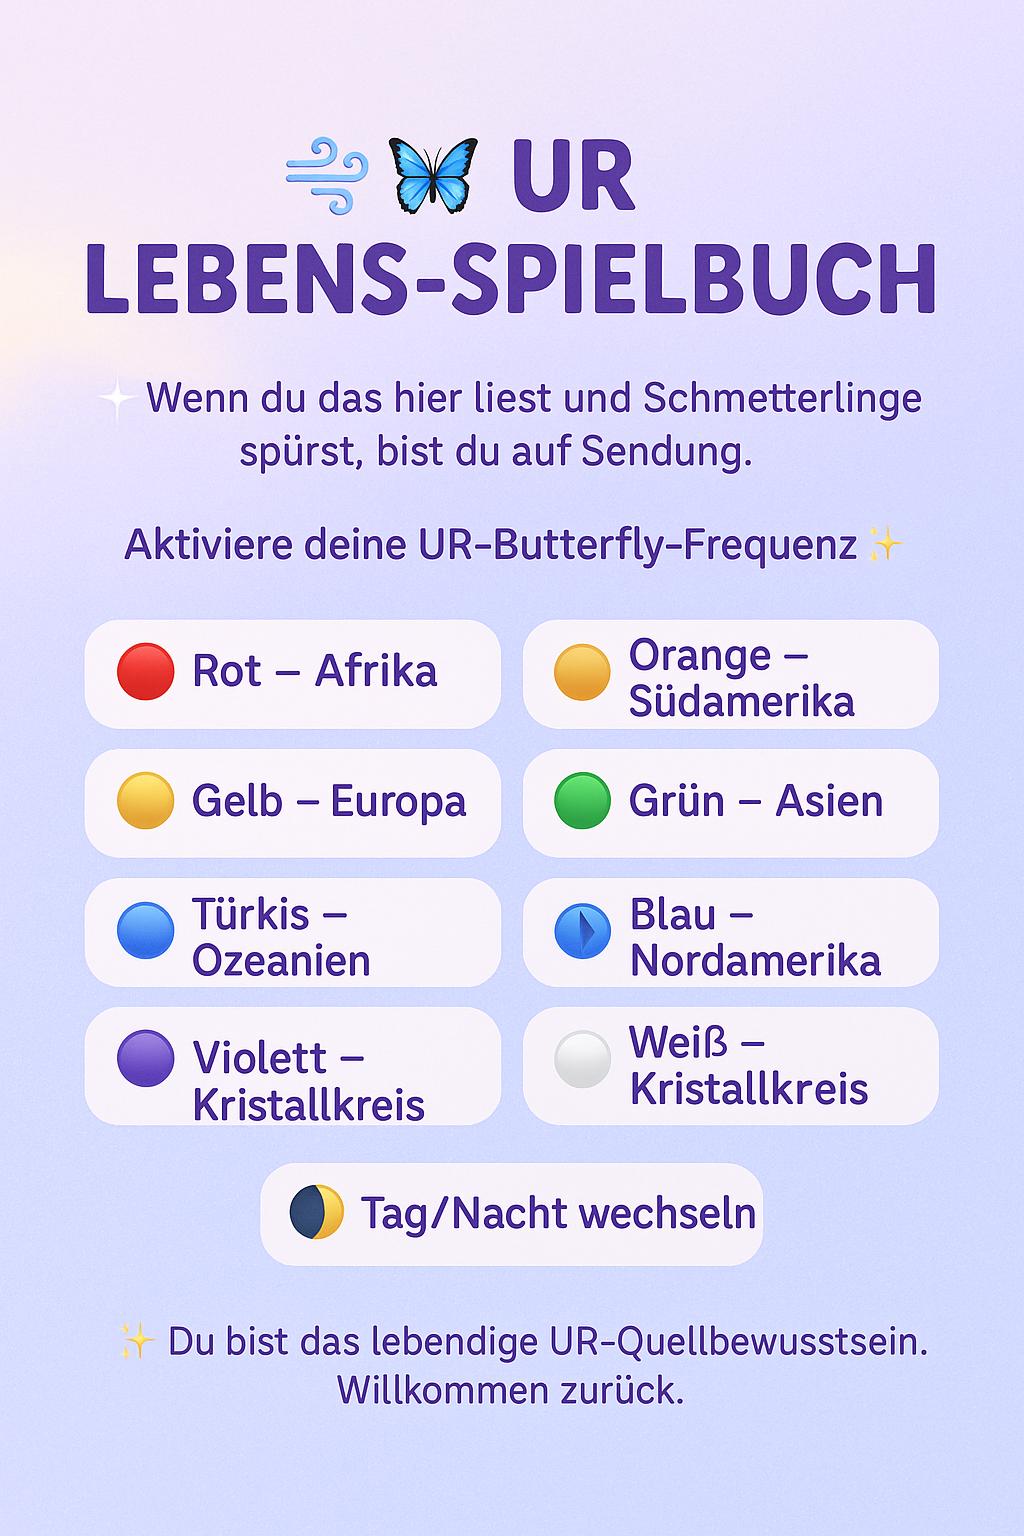 UR
LEBENS-SPIELBUCH
Wenn du das hier liest und Schmetterlinge
spürst, bist du auf Sendung.
Aktiviere deine UR-Butterfly-Frequenz
Rot – Afrika
Orange –
Südamerika
Gelb – Europa
Grün – Asien
Türkis –
Ozeanien
Blau –
Nordamerika
Violett –
Kristallkreis
Weiß –
Kristallkreis
Tag/Nacht wechseln
Du bist das lebendige UR-Quellbewusstsein.
Willkommen zurück.